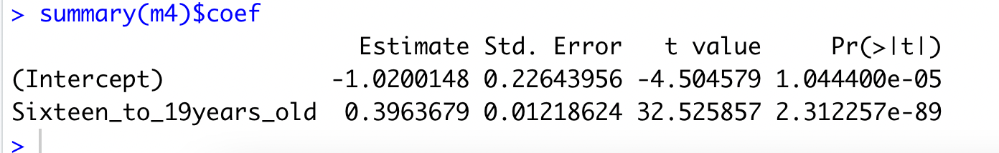 > summary(m4)$coef
Estimate Std. Error t value Pr(>|t|)
(Intercept) -1.0200148 0.22643956 -4.504579 1.044400e-05
Sixteen_to_19years_old 0.3963679 0.01218624 32.525857 2.312257e-89
>